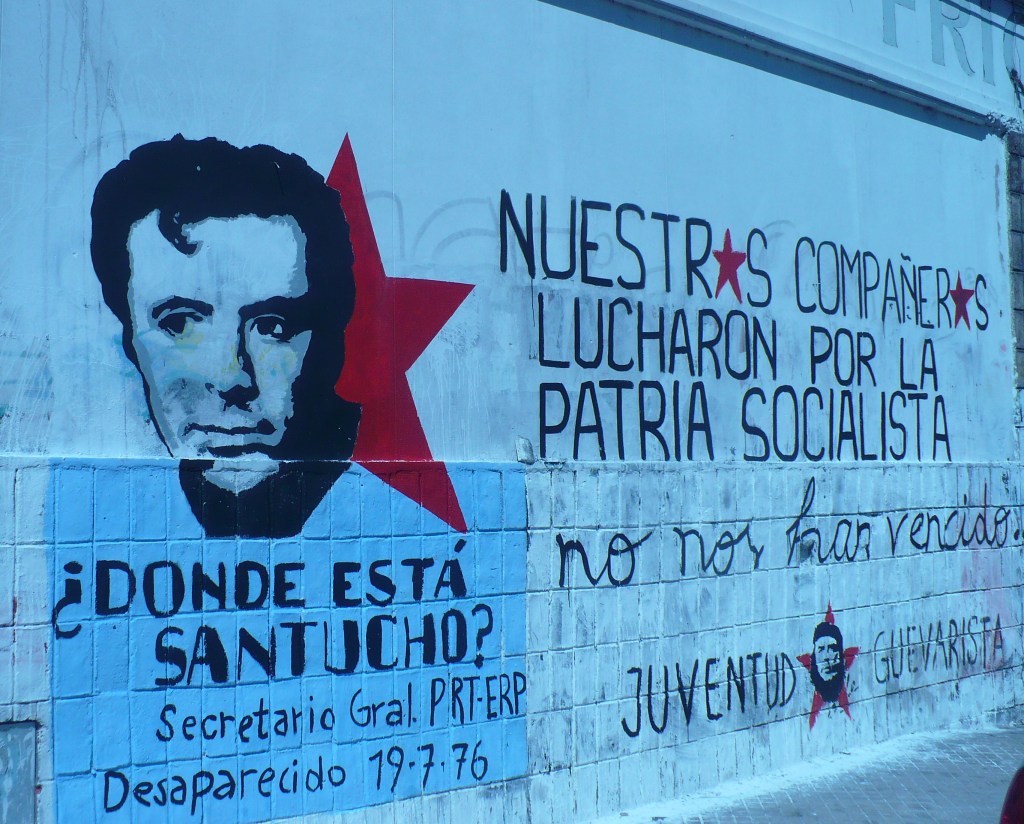 FRIG
NUESTR★S COMPAÑER★S
LUCHARON POR LA
PATRIA SOCIALISTA
no nos han vencido.
JUVENTUD GUEVARISTA
¿DONDE ESTÁ
SANTUCHO?
Secretario Gral. PRT-ERP
Desaparecido 19.7.76